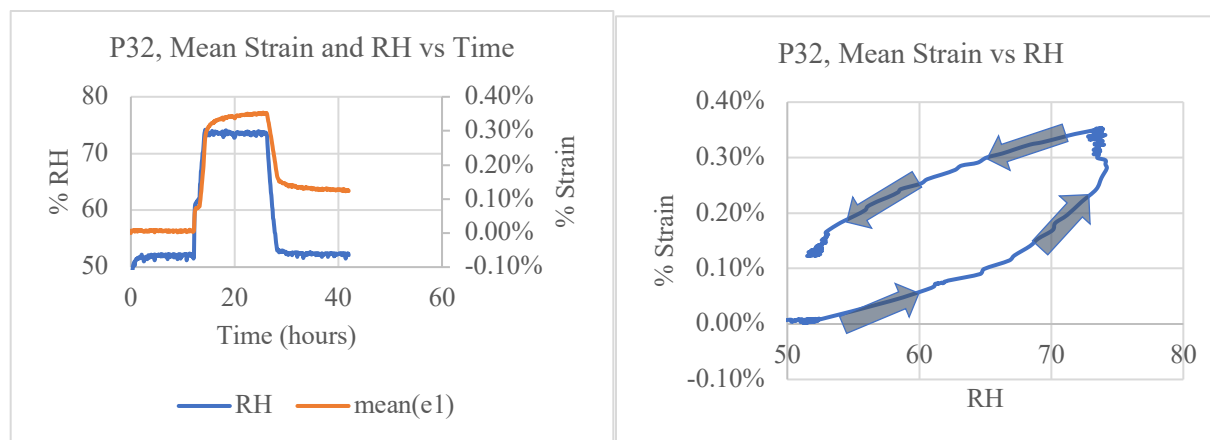 P32, Mean Strain and RH vs Time
80
70
60
50
% RH
0.40%
0.30%
0.20%
0.10%
0.00%
-0.10%
% Strain
0 20 40 60
Time (hours)
RH mean(e1)
P32, Mean Strain vs RH
0.40%
0.30%
0.20%
0.10%
0.00%
-0.10%
% Strain
50 60 70 80
RH